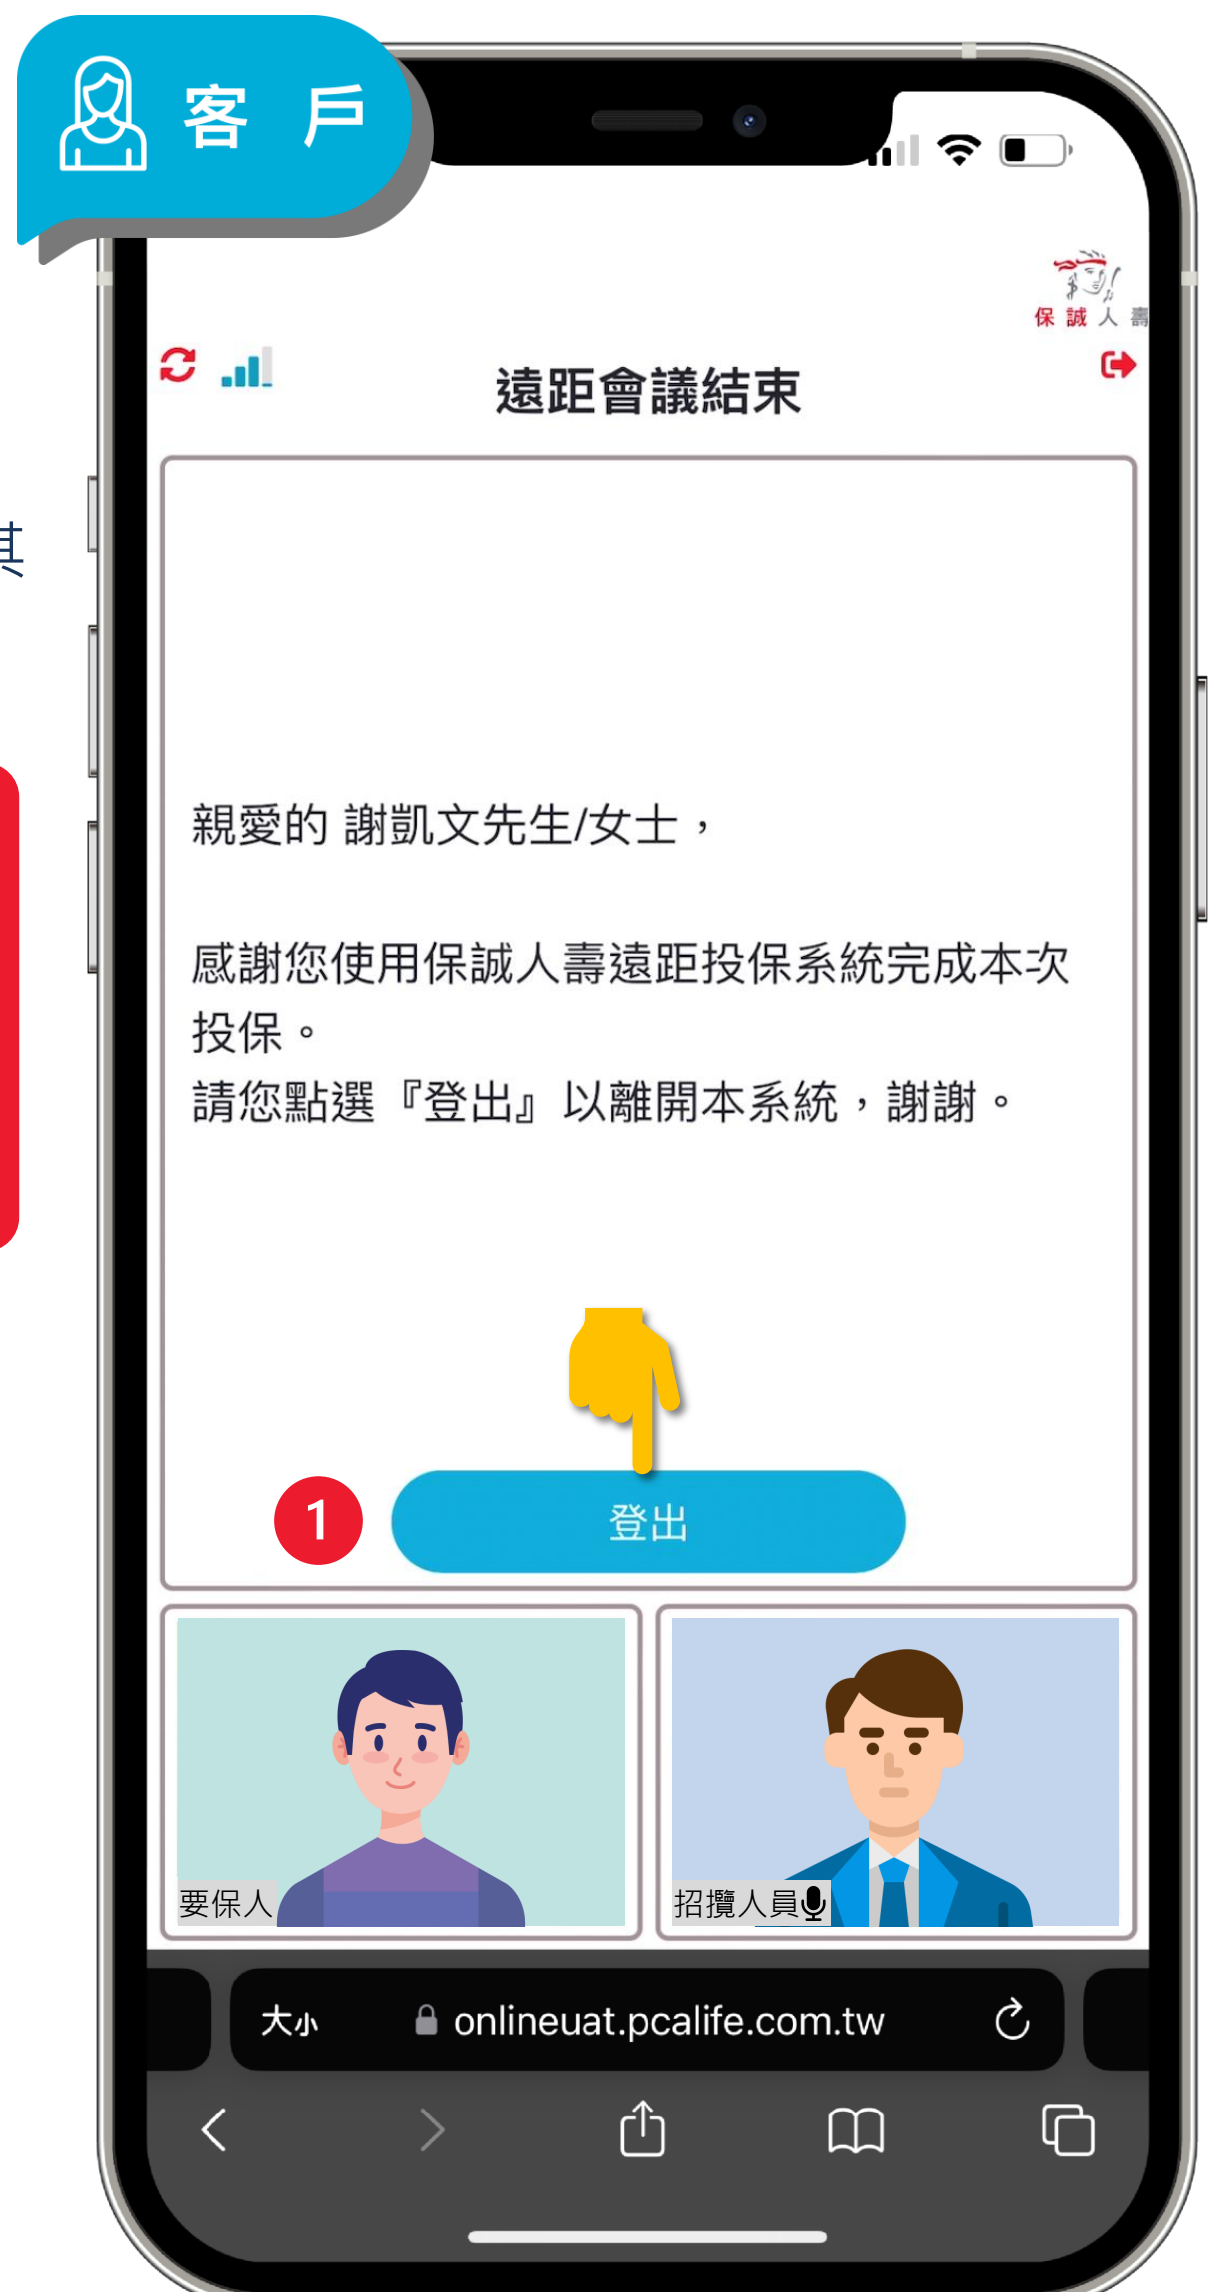 客 戶
保誠人壽
遠距會議結束
親愛的 謝凱文先生/女士，
感謝您使用保誠人壽遠距投保系統完成本次
投保。
請您點選『登出』以離開本系統，謝謝。
1
登出
要保人
招攬人員
大小
onlineuat.pcalife.com.tw